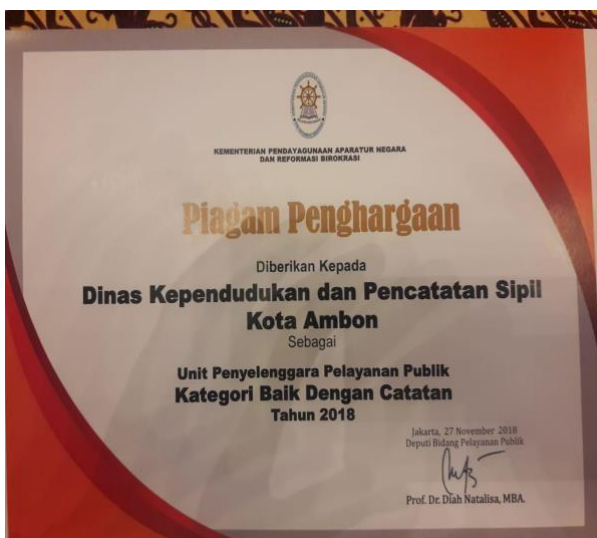 KEMENTERIAN PENDAYAGUNAAN APARATUR NEGARA
DAN REFORMASI BIROKRASI
Piagam Penghargaan
Diberikan Kepada
Dinas Kependudukan dan Pencatatan Sipil
Kota Ambon
Sebagai
Unit Penyelenggara Pelayanan Publik
Kategori Baik Dengan Catatan
Tahun 2018
Jakarta, 27 November 2018
Deputi Bidang Pelayanan Publik
Prof. Dr. Diah Natalisa, MBA.